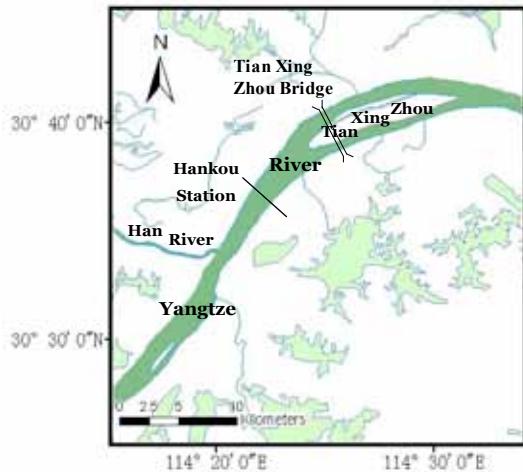 N
Tian Xing
Zhou Bridge
30° 40' 0"N
Tian Xing Zhou
Hankou
Station
River
Han River
Yangtze
30° 30' 0"N
0 2.5 5 10
Kilometers
114° 20' 0"E 114° 30' 0"E